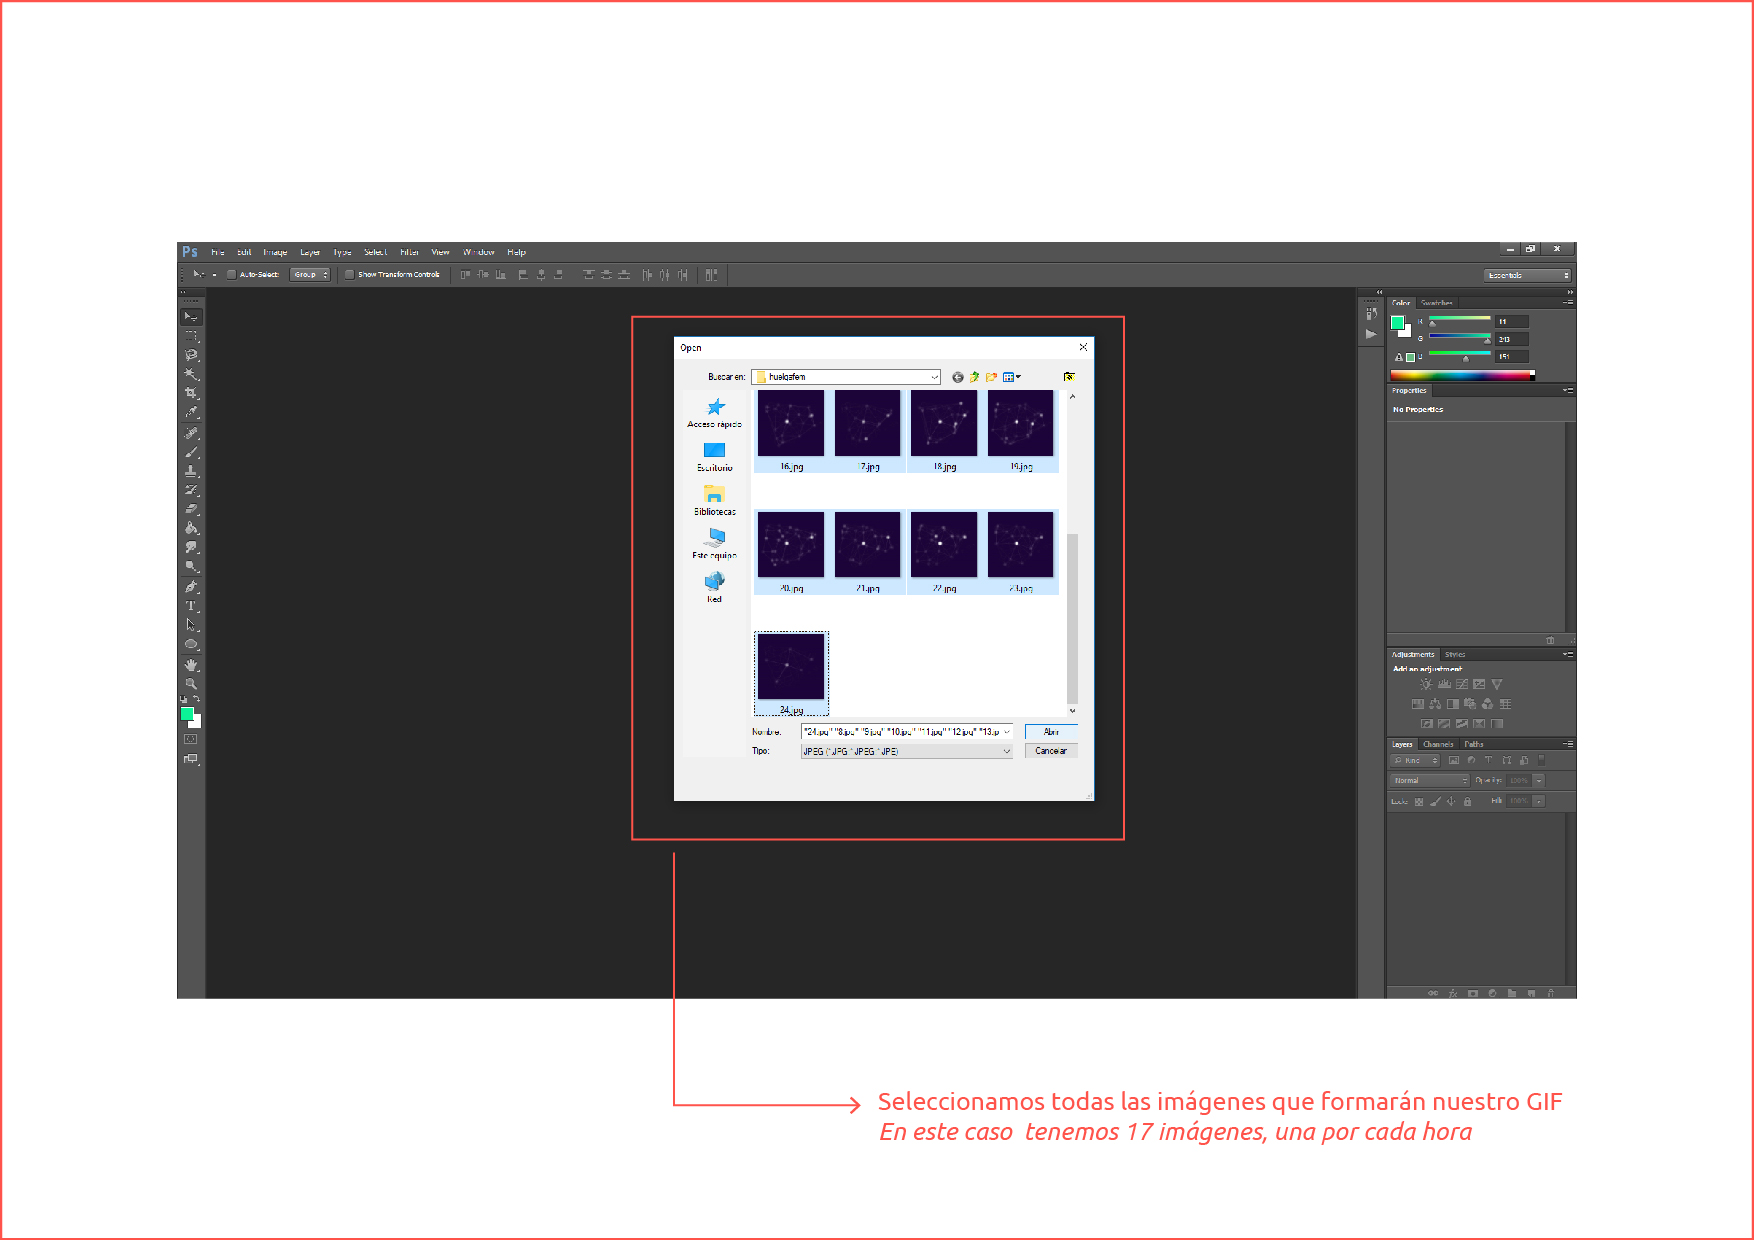 Ps File Edit Image Layer Type Select Filter View Window Help
Auto-Select: Group Show Transform Controls
Essentials
Color Swatches
R 11
G 243
B 151
Properties
No Properties
Open
Buscar en: huelgafem
Acceso rápido
Escritorio
Bibliotecas
Este equipo
Red
16.jpg 17.jpg 18.jpg 19.jpg
20.jpg 21.jpg 22.jpg 23.jpg
24.jpg
Nombre: "24.jpg" "8.jpg" "9.jpg" "10.jpg" "11.jpg" "12.jpg" "13.jp Abrir
Tipo: JPEG (*.JPG;*.JPEG;*.JPE) Cancelar
Adjustments Styles
Add an adjustment
Layers Channels Paths
Kind
Normal Opacity: 100%
Lock: Fill: 100%
Seleccionamos todas las imágenes que formarán nuestro GIF
En este caso tenemos 17 imágenes, una por cada hora